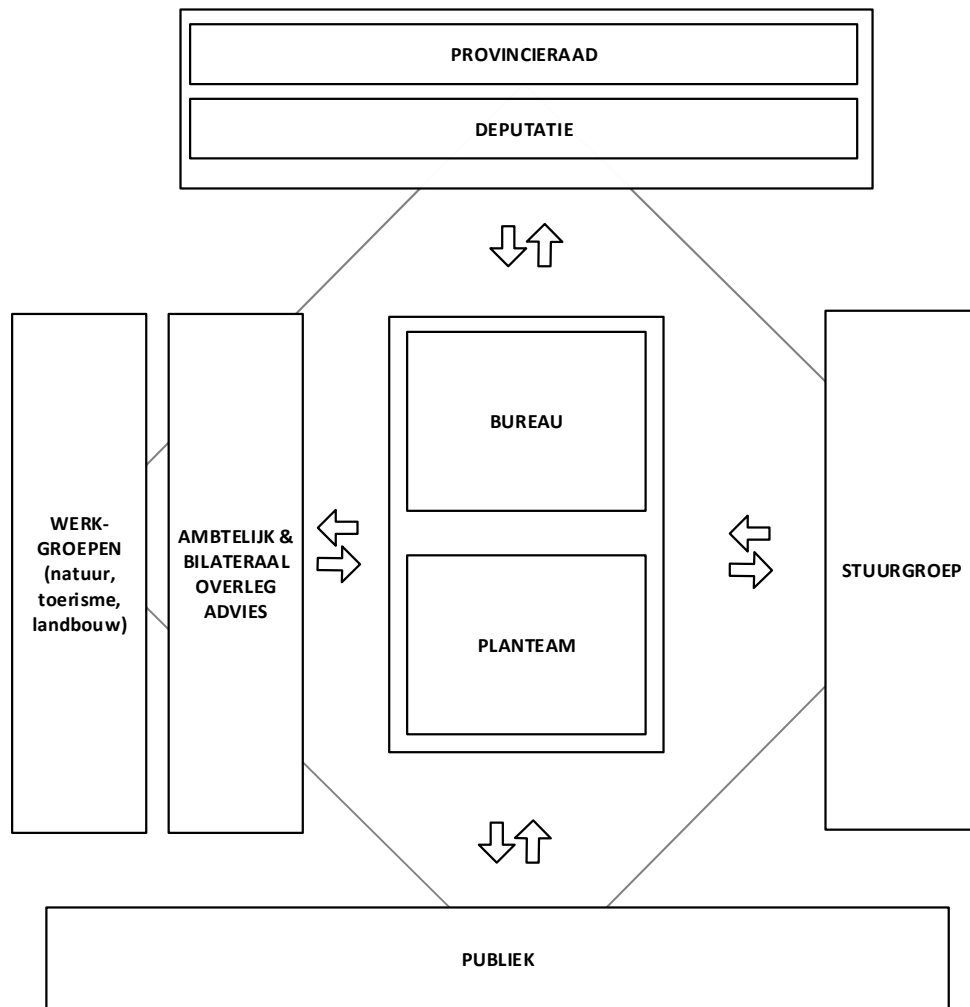 PROVINCIERAAD
DEPUTATIE
BUREAU
WERK-
GROEPEN
(natuur,
toerisme,
landbouw)
AMBTELIJK &
BILATERAAL
OVERLEG
ADVIES
STUURGROEP
PLANTEAM
PUBLIEK